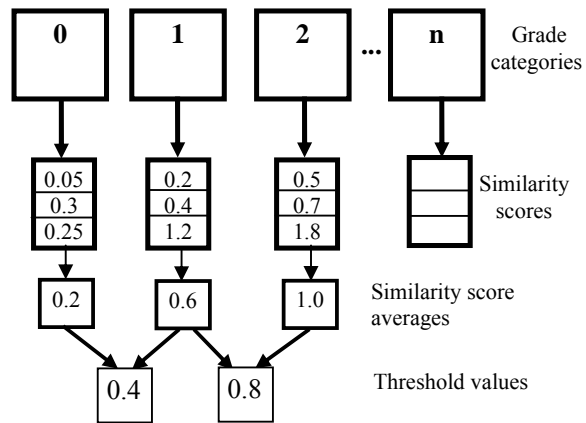 0 1 2 ... n
Grade
categories
0.05 0.2 0.5
0.3 0.4 0.7
0.25 1.2 1.8
Similarity
scores
0.2 0.6 1.0
Similarity score
averages
0.4 0.8
Threshold values